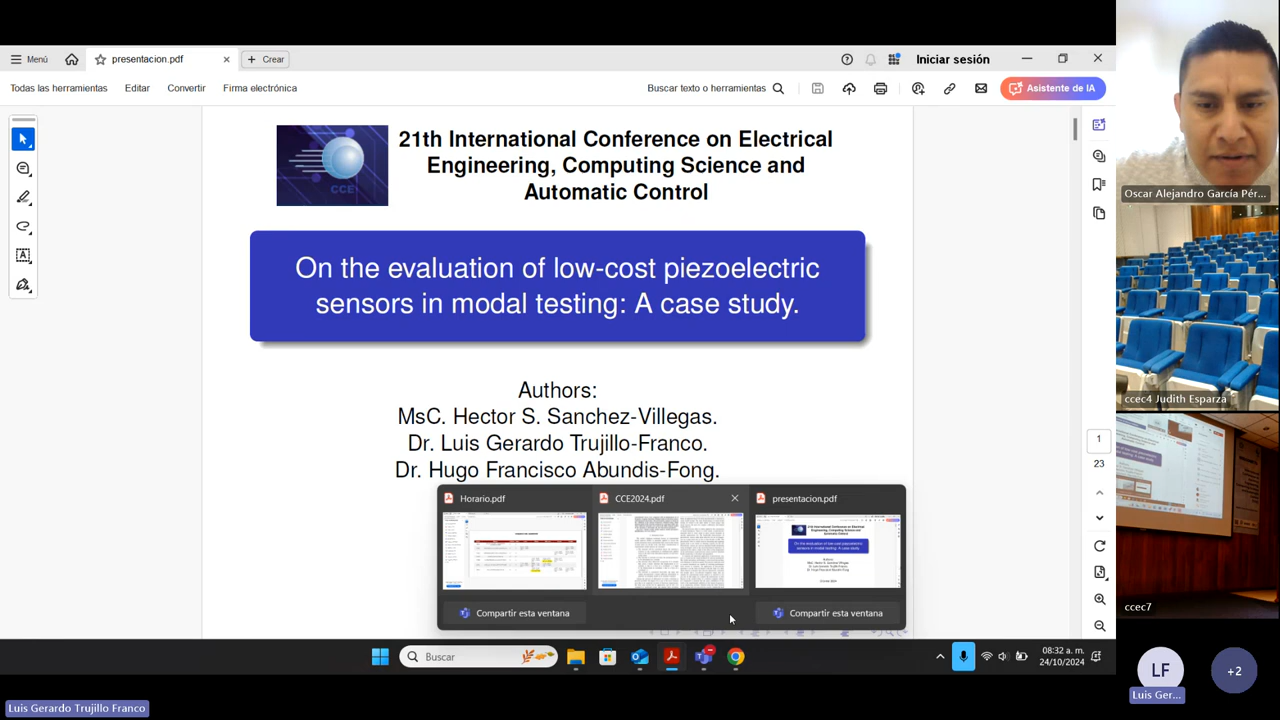 Menú
presentacion.pdf
Crear
Iniciar sesión
Todas las herramientas
Editar
Convertir
Firma electrónica
Buscar texto o herramientas
Asistente de IA
CCE
21th International Conference on Electrical
Engineering, Computing Science and
Automatic Control
On the evaluation of low-cost piezoelectric
sensors in modal testing: A case study.
Authors:
MsC. Hector S. Sanchez-Villegas.
Dr. Luis Gerardo Trujillo-Franco.
Dr. Hugo Francisco Abundis-Fong.
1
23
Horario.pdf
CCE2024.pdf
presentacion.pdf
Compartir esta ventana
Compartir esta ventana
Buscar
08:32 a. m.
24/10/2024
Luis Gerardo Trujillo Franco
Oscar Alejandro García Pér...
ccec4 Judith Esparza
ccec7
LF
Luis Ger...
+2